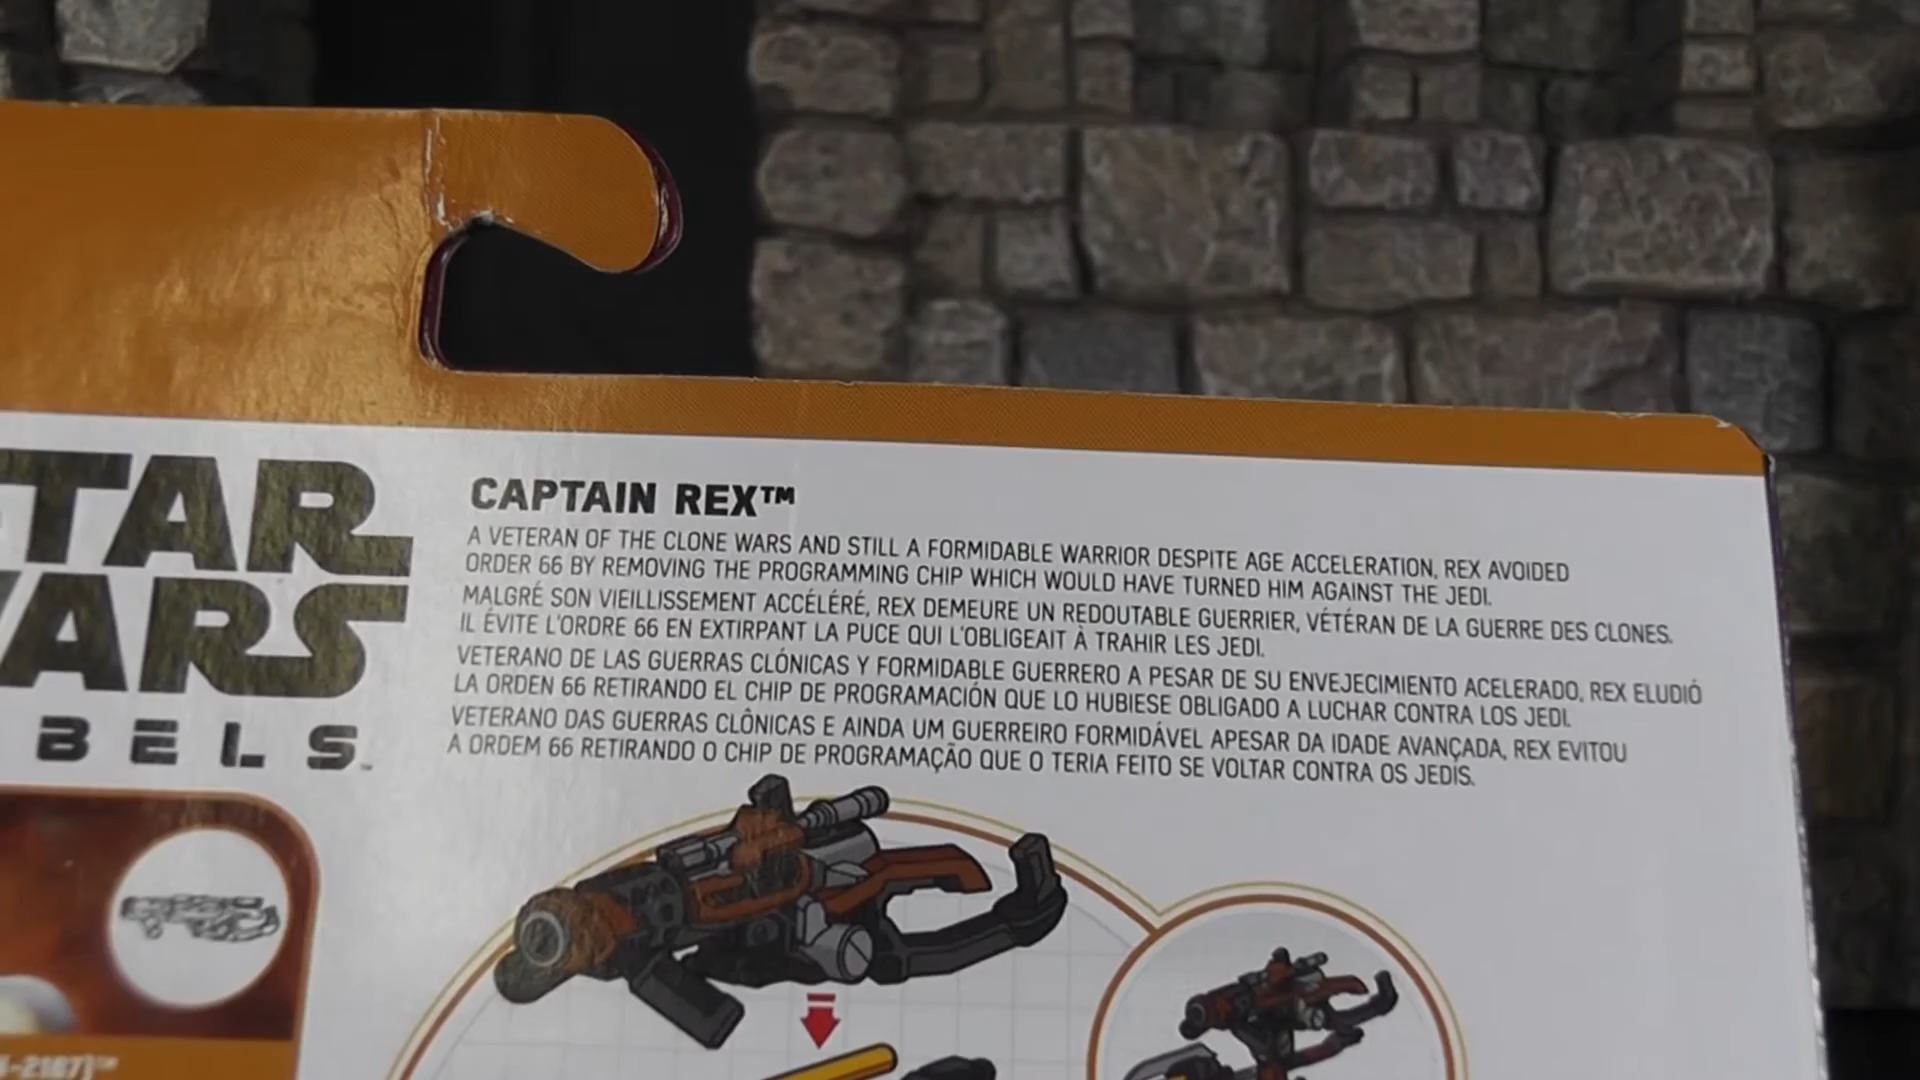 STAR
WARS
BELS™
CAPTAIN REX™
A VETERAN OF THE CLONE WARS AND STILL A FORMIDABLE WARRIOR DESPITE AGE ACCELERATION, REX AVOIDED
ORDER 66 BY REMOVING THE PROGRAMMING CHIP WHICH WOULD HAVE TURNED HIM AGAINST THE JEDI.
MALGRÉ SON VIEILLISSEMENT ACCÉLÉRÉ, REX DEMEURE UN REDOUTABLE GUERRIER, VÉTÉRAN DE LA GUERRE DES CLONES.
IL ÉVITE L'ORDRE 66 EN EXTIRPANT LA PUCE QUI L'OBLIGEAIT À TRAHIR LES JEDI.
VETERANO DE LAS GUERRAS CLÓNICAS Y FORMIDABLE GUERRERO A PESAR DE SU ENVEJECIMIENTO ACELERADO, REX ELUDIÓ
LA ORDEN 66 RETIRANDO EL CHIP DE PROGRAMACIÓN QUE LO HUBIESE OBLIGADO A LUCHAR CONTRA LOS JEDI.
VETERANO DAS GUERRAS CLÔNICAS E AINDA UM GUERREIRO FORMIDÁVEL APESAR DA IDADE AVANÇADA, REX EVITOU
A ORDEM 66 RETIRANDO O CHIP DE PROGRAMAÇÃO QUE O TERIA FEITO SE VOLTAR CONTRA OS JEDIS.
-2187)™